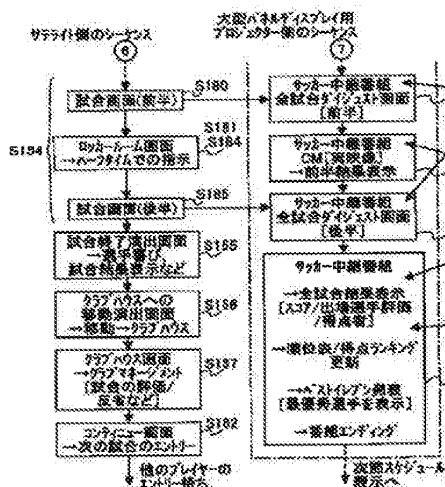 サテライト側のシーケンス
6
S134
試合画面(前半)
S180
ロッカールーム画面
→ハーフタイムでの指示
S181
S184
試合画面(後半)
S185
試合終了演出画面
→選手喜び、
試合結果表示など
S155
クラブハウスへの
移動演出画面
→移動→クラブハウス
S156
クラブハウス画面
→クラブマネージメント
[試合の評価/
反省など]
S137
コンティニュー画面
→次の試合のエントリー
S182
他のプレイヤーの
エントリー待ち、
大型パネルディスプレイ用
プロジェクター側のシーケンス
7
サッカー中継番組
全試合ダイジェスト画面
[前半]
サッカー中継番組
CM[実映像]
→前半結果表示
サッカー中継番組
全試合ダイジェスト画面
[後半]
サッカー中継番組
→全試合結果表示
[スコア/出場選手評価
/得点者]
→順位表/得点ランキング
更新
→ベストイレブン発表
[最優秀選手を表示]
→番組エンディング
次節スケジュール
表示へ